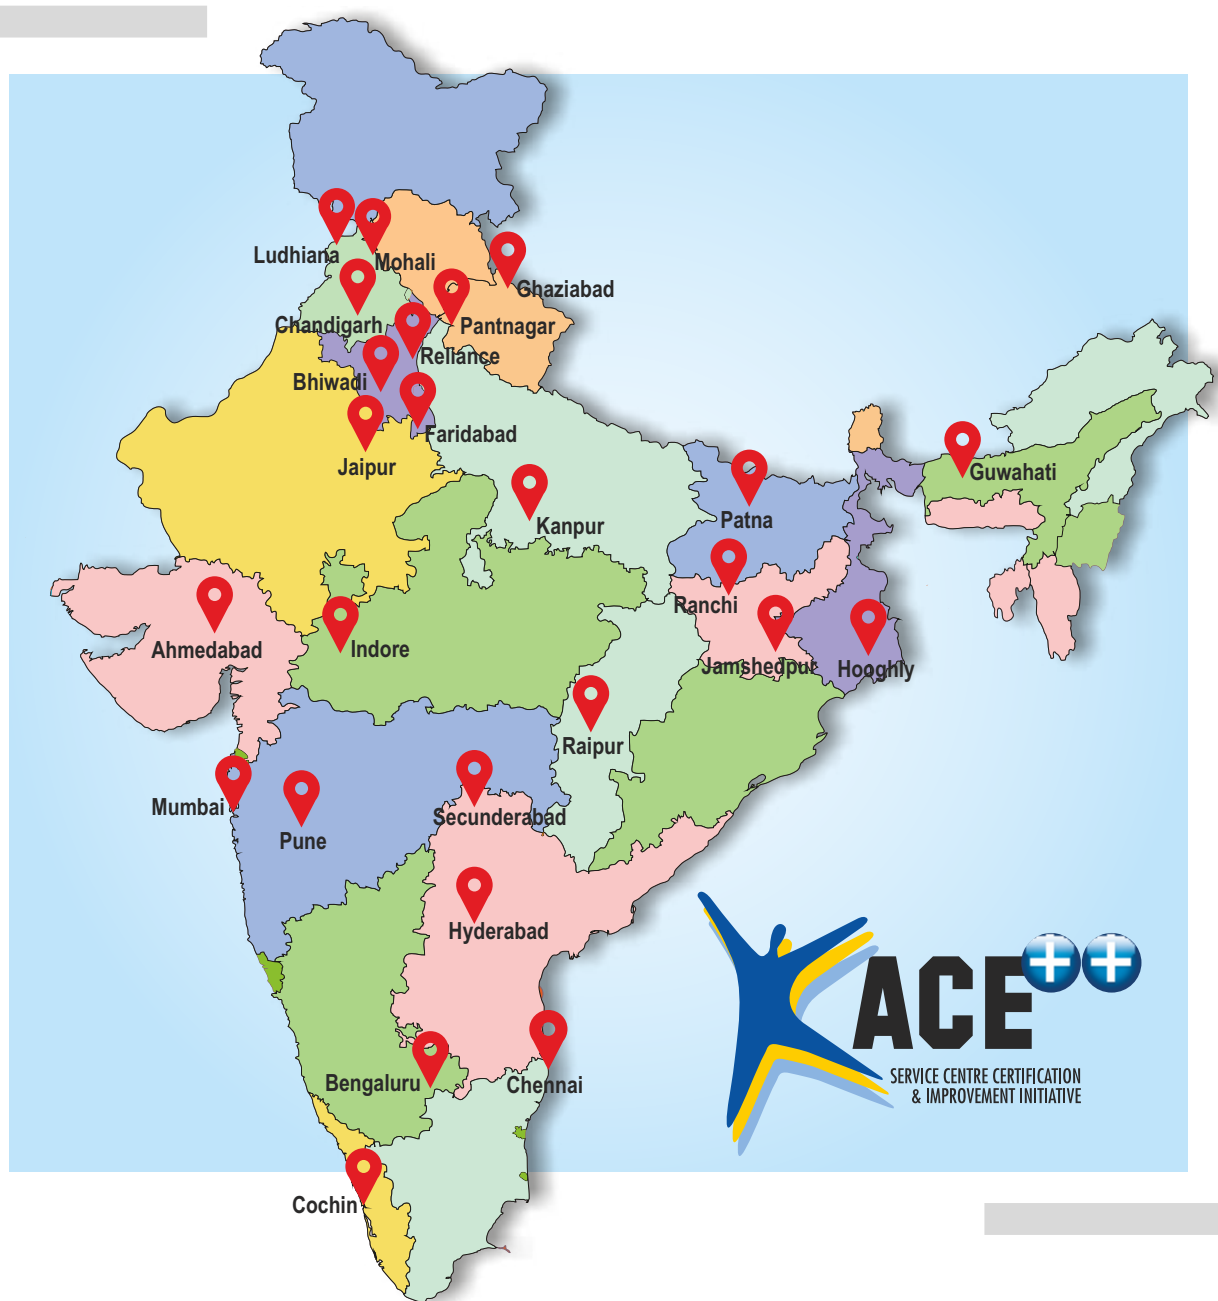 Ludhiana
Mohali
Ghaziabad
Chandigarh
Pantnagar
Reliance
Bhiwadi
Faridabad
Jaipur
Guwahati
Patna
Kanpur
Ranchi
Ahmedabad
Indore
Jamshedpur
Hooghly
Raipur
Mumbai
Secunderabad
Pune
Hyderabad
ACE++
SERVICE CENTRE CERTIFICATION
& IMPROVEMENT INITIATIVE
Bengaluru
Chennai
Cochin